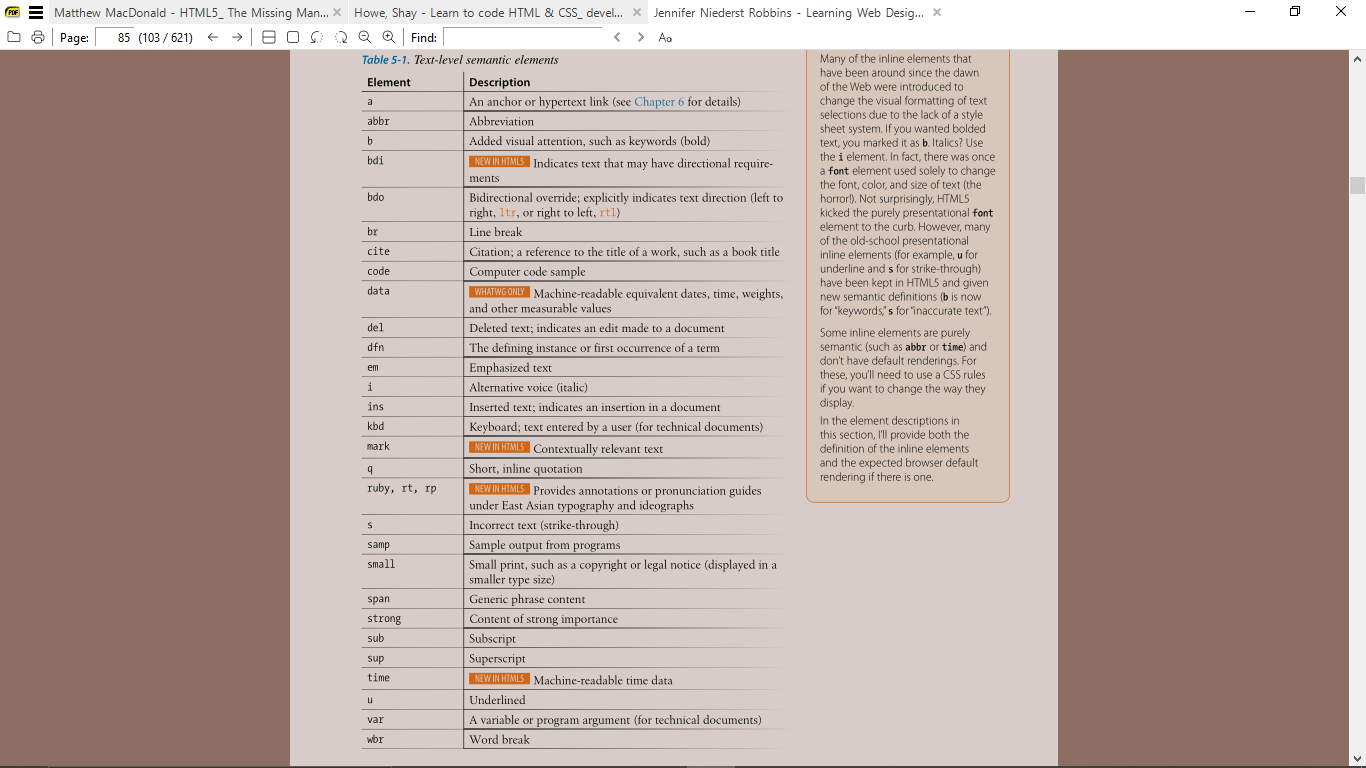 Matthew MacDonald - HTML5_ The Missing Man...
Howe, Shay - Learn to code HTML & CSS_ devel...
Jennifer Niederst Robbins - Learning Web Desig...
PDF
Page: 85 (103 / 621)
Find:
Aa
Table 5-1. Text-level semantic elements
Element Description
a An anchor or hypertext link (see Chapter 6 for details)
abbr Abbreviation
b Added visual attention, such as keywords (bold)
bdi NEW IN HTML5 Indicates text that may have directional require-
ments
bdo Bidirectional override; explicitly indicates text direction (left to
right, ltr, or right to left, rtl)
br Line break
cite Citation; a reference to the title of a work, such as a book title
code Computer code sample
data WHATWG ONLY Machine-readable equivalent dates, time, weights,
and other measurable values
del Deleted text; indicates an edit made to a document
dfn The defining instance or first occurrence of a term
em Emphasized text
i Alternative voice (italic)
ins Inserted text; indicates an insertion in a document
kbd Keyboard; text entered by a user (for technical documents)
mark NEW IN HTML5 Contextually relevant text
q Short, inline quotation
ruby, rt, rp NEW IN HTML5 Provides annotations or pronunciation guides
under East Asian typography and ideographs
s Incorrect text (strike-through)
samp Sample output from programs
small Small print, such as a copyright or legal notice (displayed in a
smaller type size)
span Generic phrase content
strong Content of strong importance
sub Subscript
sup Superscript
time NEW IN HTML5 Machine-readable time data
u Underlined
var A variable or program argument (for technical documents)
wbr Word break
Many of the inline elements that
have been around since the dawn
of the Web were introduced to
change the visual formatting of text
selections due to the lack of a style
sheet system. If you wanted bolded
text, you marked it as b. Italics? Use
the i element. In fact, there was once
a font element used solely to change
the font, color, and size of text (the
horror!). Not surprisingly, HTML5
kicked the purely presentational font
element to the curb. However, many
of the old-school presentational
inline elements (for example, u for
underline and s for strike-through)
have been kept in HTML5 and given
new semantic definitions (b is now
for “keywords,” s for “inaccurate text”).
Some inline elements are purely
semantic (such as abbr or time) and
don’t have default renderings. For
these, you’ll need to use a CSS rules
if you want to change the way they
display.
In the element descriptions in
this section, I’ll provide both the
definition of the inline elements
and the expected browser default
rendering if there is one.